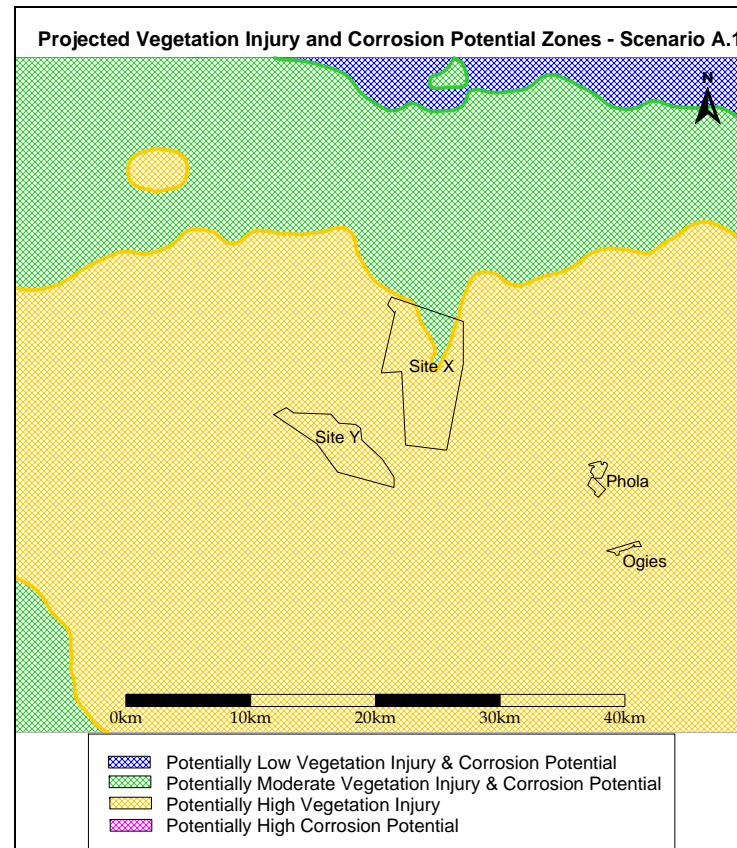 Projected Vegetation Injury and Corrosion Potential Zones - Scenario A.1
N
Site X
Site Y
Phola
Ogies
0km 10km 20km 30km 40km
Potentially Low Vegetation Injury & Corrosion Potential
Potentially Moderate Vegetation Injury & Corrosion Potential
Potentially High Vegetation Injury
Potentially High Corrosion Potential